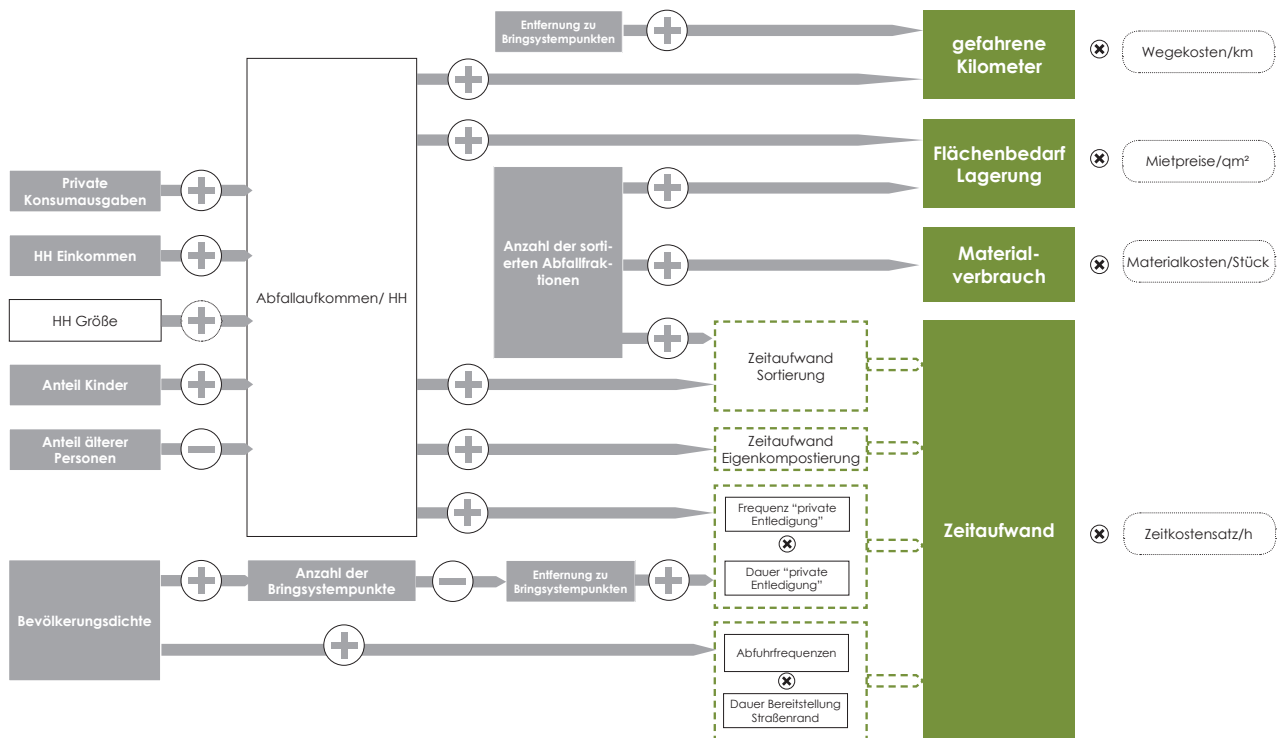 Entfernung zu
Bringsystempunkten
gefahrene
Kilometer
Wegekosten/km
Flächenbedarf
Lagerung
Mietpreise/qm²
Private
Konsumausgaben
HH Einkommen
HH Größe
Anteil Kinder
Anteil älterer
Personen
Abfallaufkommen/ HH
Anzahl der sorti-
erten Abfallfrak-
tionen
Material-
verbrauch
Materialkosten/Stück
Zeitaufwand
Sortierung
Zeitaufwand
Eigenkompostierung
Frequenz “private
Entledigung”
Dauer “private
Entledigung”
Zeitaufwand
Zeitkostensatz/h
Bevölkerungsdichte
Anzahl der
Bringsystempunkte
Entfernung zu
Bringsystempunkten
Abfuhrfrequenzen
Dauer Bereitstellung
Straßenrand